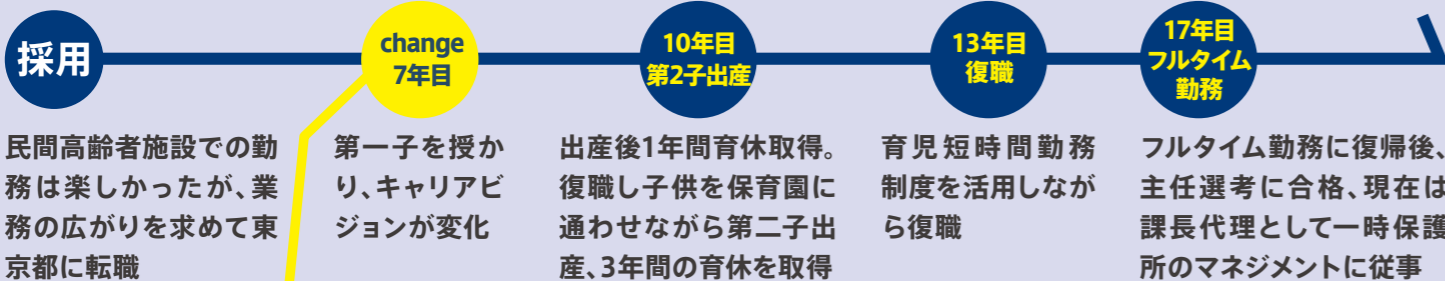 採用
change
7年目
10年目
第2子出産
13年目
復職
17年目
フルタイム
勤務
民間高齢者施設での勤
務は楽しかったが、業
務の広がりを求めて東
京都に転職
第一子を授か
り、キャリアビ
ジョンが変化
出産後1年間育休取得。
復職し子供を保育園に
通わせながら第二子出
産、3年間の育休を取得
育児短時間勤務
制度を活用しなが
ら復職
フルタイム勤務に復帰後、
主任選考に合格、現在は
課長代理として一時保護
所のマネジメントに従事